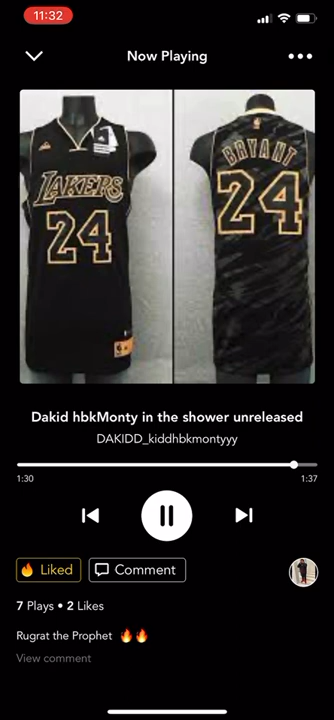 11:32
Now Playing
LAKERS
24
BRYANT
24
Dakid hbkMonty in the shower unreleased
DAKIDD_kiddhbkmontyyy
1:30
1:37
🔥 Liked
Comment
7 Plays • 2 Likes
Rugrat the Prophet 🔥🔥
View comment